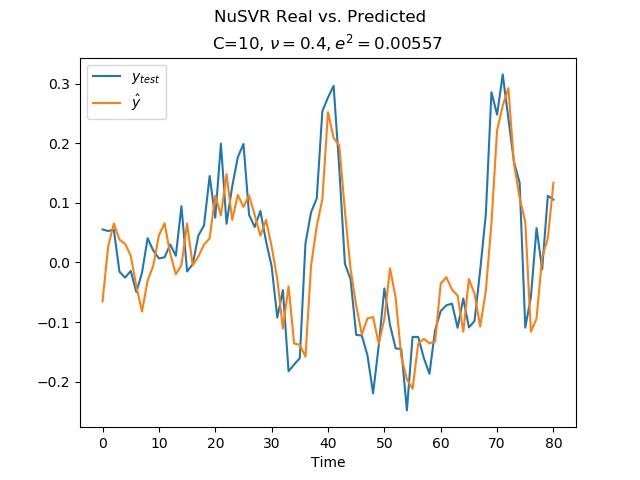 NuSVR Real vs. Predicted
C=10, ν = 0.4, e² = 0.00557
y_test
ŷ
0.3
0.2
0.1
0.0
−0.1
−0.2
0 10 20 30 40 50 60 70 80
Time